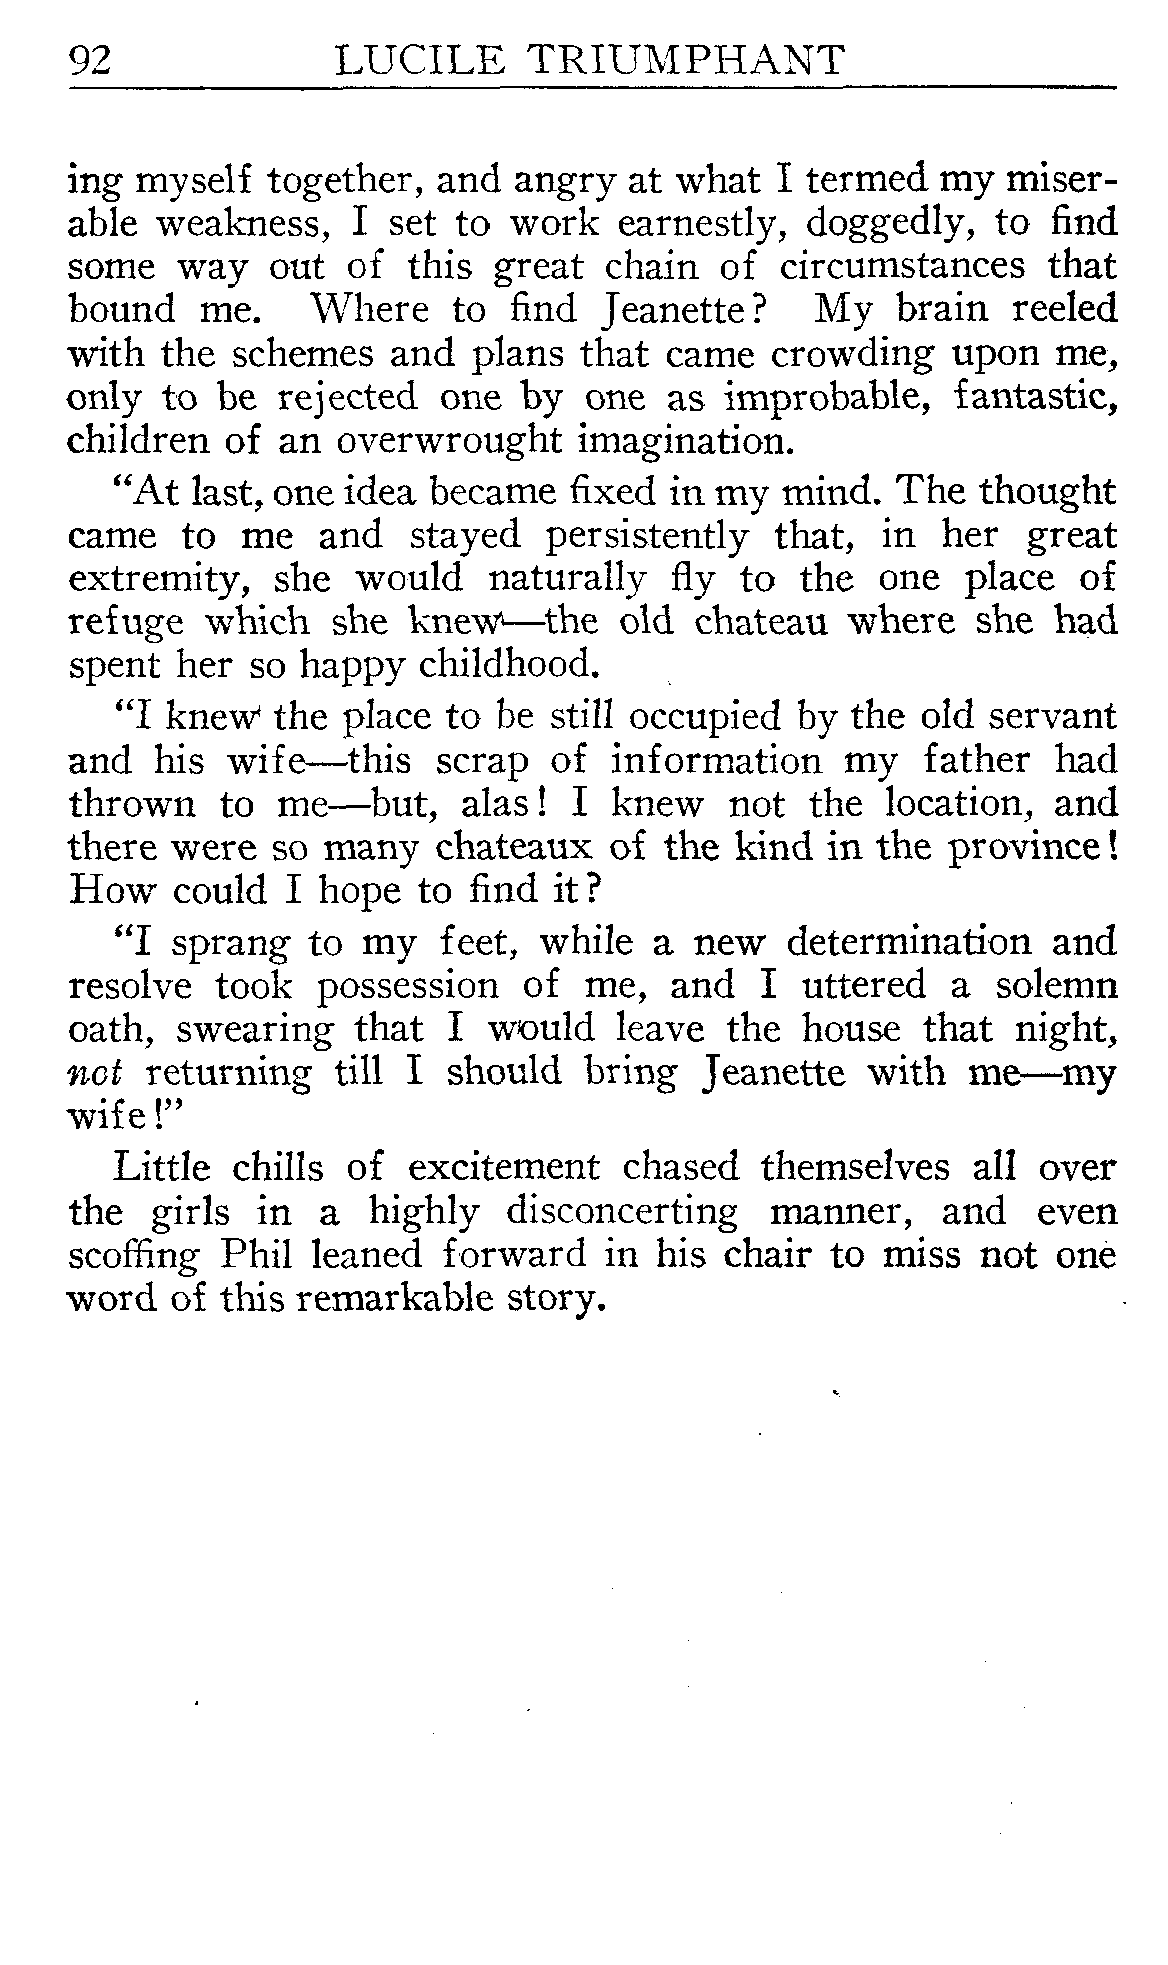 92 LUCILE TRIUMPHANT
ing myself together, and angry at what I termed my miser-
able weakness, I set to work earnestly, doggedly, to find
some way out of this great chain of circumstances that
bound me. Where to find Jeanette? My brain reeled
with the schemes and plans that came crowding upon me,
only to be rejected one by one as improbable, fantastic,
children of an overwrought imagination.
“At last, one idea became fixed in my mind. The thought
came to me and stayed persistently that, in her great
extremity, she would naturally fly to the one place of
refuge which she knew—the old chateau where she had
spent her so happy childhood.
“I knew the place to be still occupied by the old servant
and his wife—this scrap of information my father had
thrown to me—but, alas! I knew not the location, and
there were so many chateaux of the kind in the province!
How could I hope to find it?
“I sprang to my feet, while a new determination and
resolve took possession of me, and I uttered a solemn
oath, swearing that I would leave the house that night,
not returning till I should bring Jeanette with me—my
wife!”
Little chills of excitement chased themselves all over
the girls in a highly disconcerting manner, and even
scoffing Phil leaned forward in his chair to miss not one
word of this remarkable story.